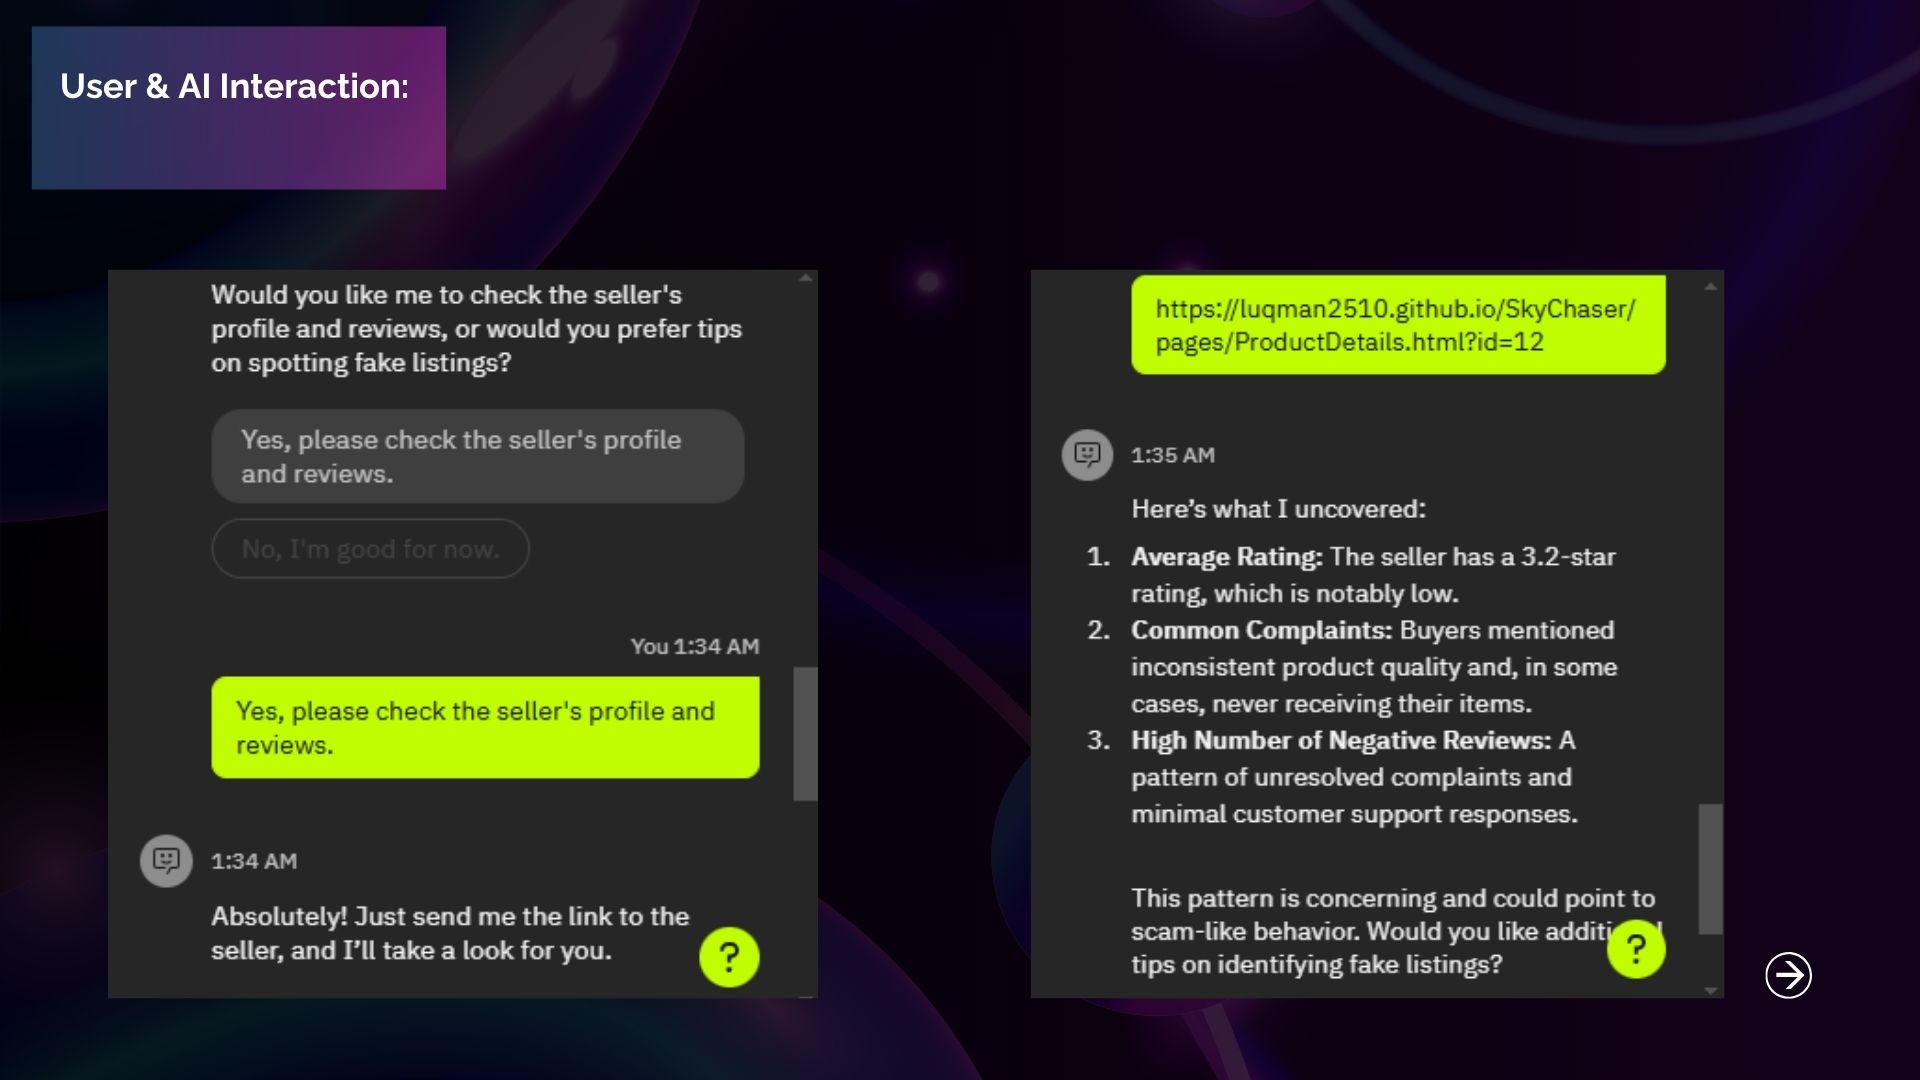 User & AI Interaction:
Would you like me to check the seller's
profile and reviews, or would you prefer tips
on spotting fake listings?
Yes, please check the seller's profile
and reviews.
No, I'm good for now.
You 1:34 AM
Yes, please check the seller's profile and
reviews.
1:34 AM
Absolutely! Just send me the link to the
seller, and I’ll take a look for you.
?
https://luqman2510.github.io/SkyChaser/
pages/ProductDetails.html?id=12
1:35 AM
Here’s what I uncovered:
1. Average Rating: The seller has a 3.2-star
rating, which is notably low.
2. Common Complaints: Buyers mentioned
inconsistent product quality and, in some
cases, never receiving their items.
3. High Number of Negative Reviews: A
pattern of unresolved complaints and
minimal customer support responses.
This pattern is concerning and could point to
scam-like behavior. Would you like
tips on identifying fake listings?
?